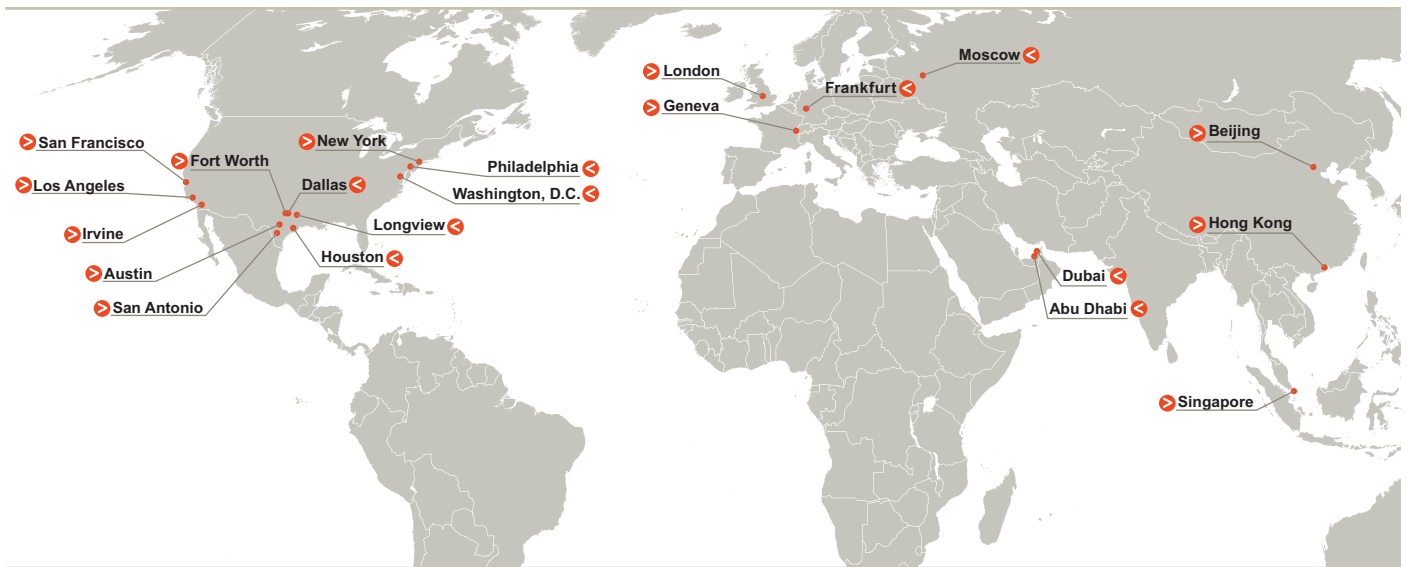 Moscow
London
Frankfurt
Geneva
Beijing
San Francisco
New York
Fort Worth
Philadelphia
Los Angeles
Dallas
Washington, D.C.
Longview
Hong Kong
Irvine
Houston
Austin
Dubai
San Antonio
Abu Dhabi
Singapore